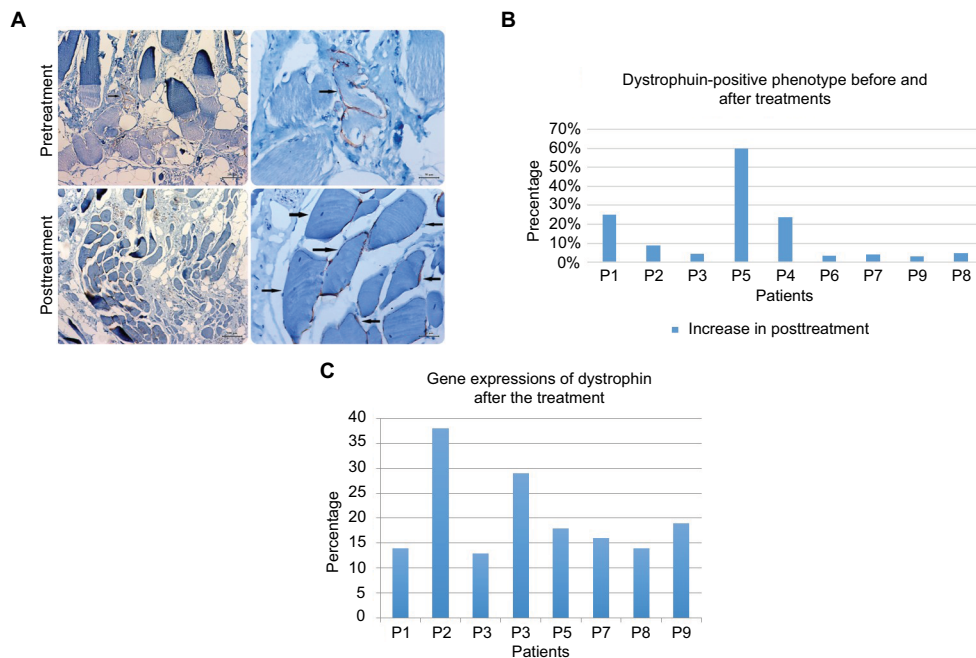 A
Pretreatment
Posttreatment
B
Dystrophuin-positive phenotype before and
after treatments
Precentage
70%
60%
50%
40%
30%
20%
10%
0%
P1 P2 P3 P5 P4 P6 P7 P9 P8
Patients
Increase in posttreatment
C
Gene expressions of dystrophin
after the treatment
Percentage
40
35
30
25
20
15
10
5
0
P1 P2 P3 P3 P5 P7 P8 P9
Patients